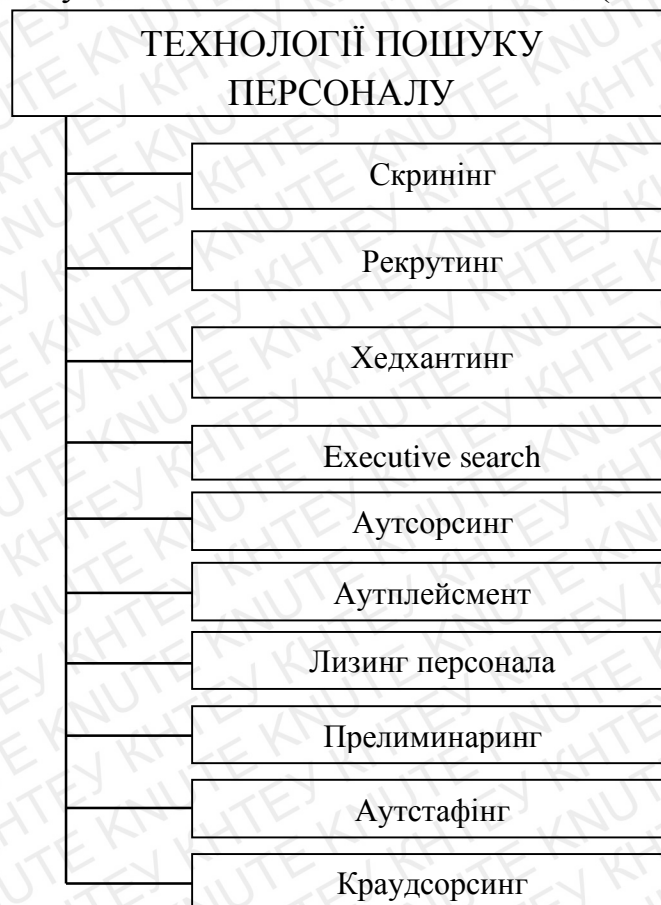 ТЕХНОЛОГІЇ ПОШУКУ
ПЕРСОНАЛУ
Скринінг
Рекрутинг
Хедхантинг
Executive search
Аутсорсинг
Аутплейсмент
Лизинг персонала
Прелиминаринг
Аутстафінг
Краудсорсинг